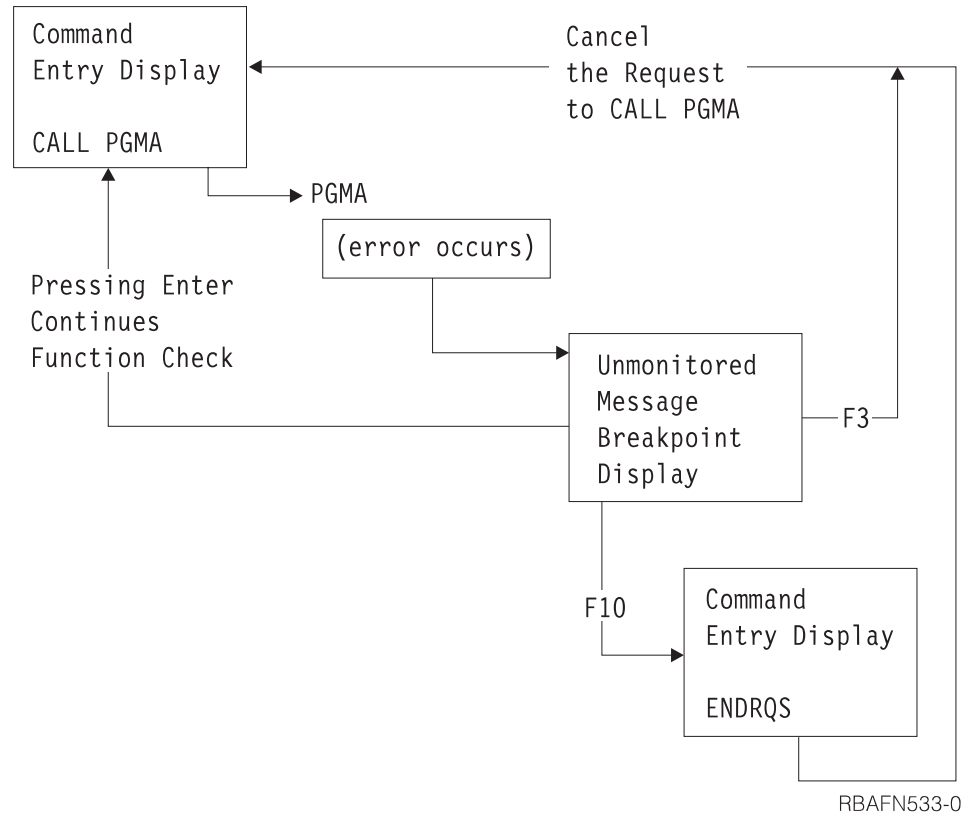 Command
Entry Display
CALL PGMA
Cancel
the Request
to CALL PGMA
PGMA
(error occurs)
Pressing Enter
Continues
Function Check
Unmonitored
Message
Breakpoint
Display
F3
F10
Command
Entry Display
ENDRQS
RBAFN533-0